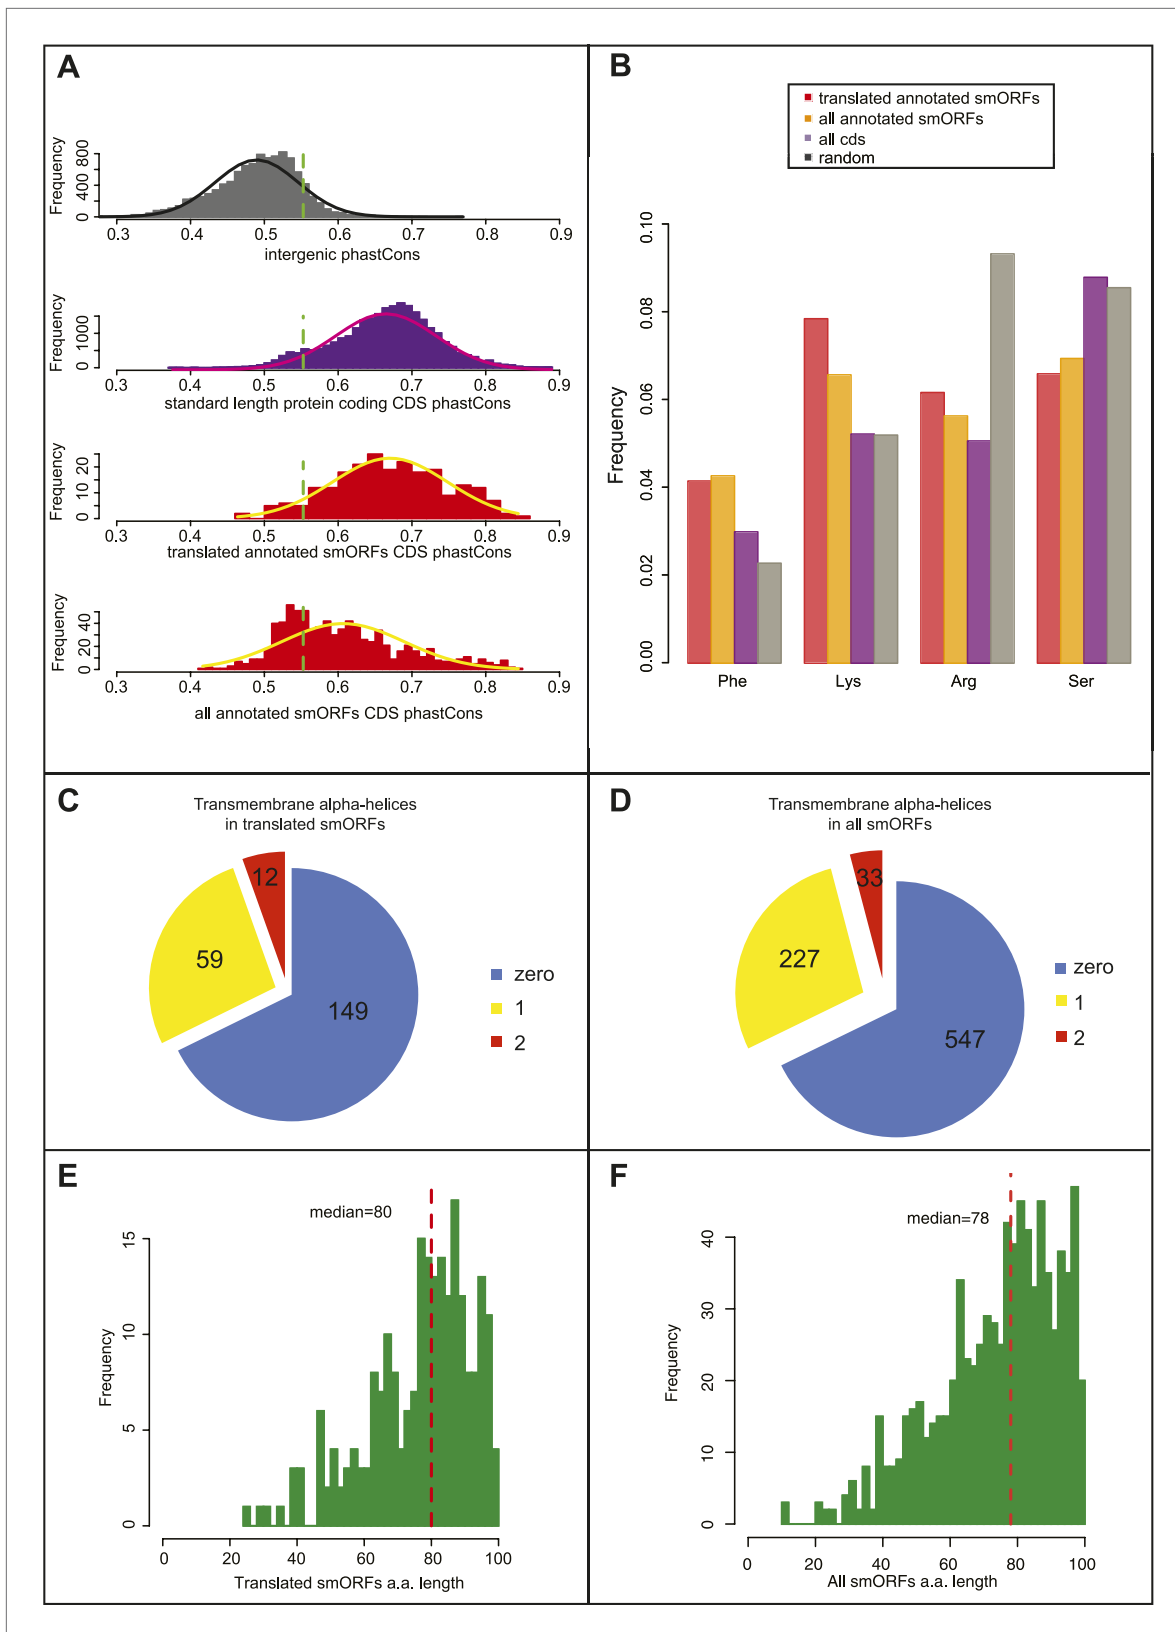 A
Frequency
0 400 800
0.3 0.4 0.5 0.6 0.7 0.8 0.9
intergenic phastCons
Frequency
0 1000
0.3 0.4 0.5 0.6 0.7 0.8 0.9
standard length protein coding CDS phastCons
Frequency
0 10 20
0.3 0.4 0.5 0.6 0.7 0.8 0.9
translated annotated smORFs CDS phastCons
Frequency
0 20 40
0.3 0.4 0.5 0.6 0.7 0.8 0.9
all annotated smORFs CDS phastCons
B
translated annotated smORFs
all annotated smORFs
all cds
random
Frequency
0.00 0.02 0.04 0.06 0.08 0.10
Phe Lys Arg Ser
C
Transmembrane alpha-helices
in translated smORFs
12
59
149
zero
1
2
D
Transmembrane alpha-helices
in all smORFs
33
227
547
zero
1
2
E
median=80
Frequency
0 5 10 15
0 20 40 60 80 100
Translated smORFs a.a. length
F
median=78
Frequency
0 10 20 30 40
0 20 40 60 80 100
All smORFs a.a. length